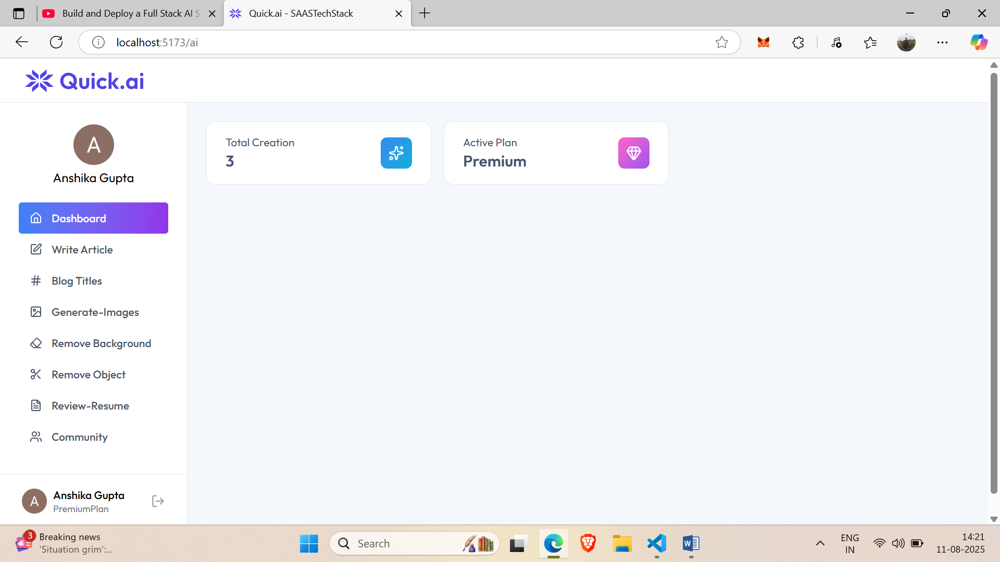 Build and Deploy a Full Stack AI S
Quick.ai - SAASTechStack
localhost:5173/ai
Quick.ai
A
Anshika Gupta
Dashboard
Write Article
Blog Titles
Generate-Images
Remove Background
Remove Object
Review-Resume
Community
A
Anshika Gupta
PremiumPlan
Total Creation
3
Active Plan
Premium
3
Breaking news
'Situation grim':...
Search
W
ENG
IN
14:21
11-08-2025